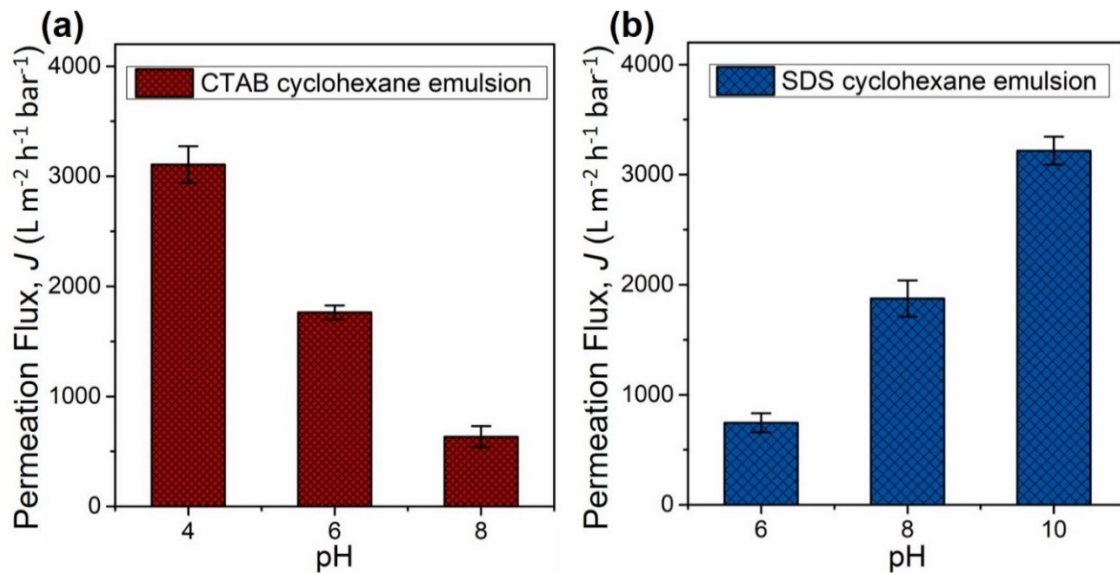 (a)
Permeation Flux, J (L m⁻² h⁻¹ bar⁻¹)
4000
3000
2000
1000
0
CTAB cyclohexane emulsion
4 6 8
pH
(b)
Permeation Flux, J (L m⁻² h⁻¹ bar⁻¹)
4000
3000
2000
1000
0
SDS cyclohexane emulsion
6 8 10
pH